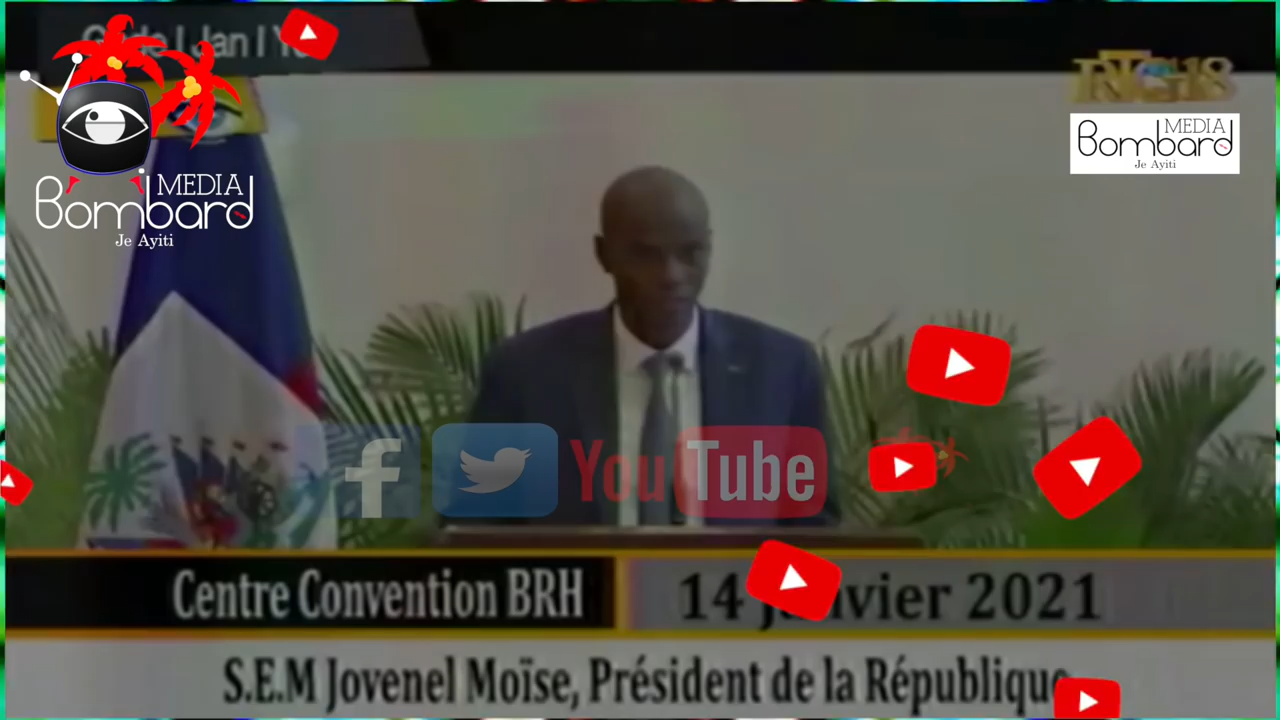 MEDIA
Bombard
Je Ayiti
RTG18
MEDIA
Bombard
Je Ayiti
f
YouTube
Centre Convention BRH
14 janvier 2021
S.E.M Jovenel Moïse, Président de la République